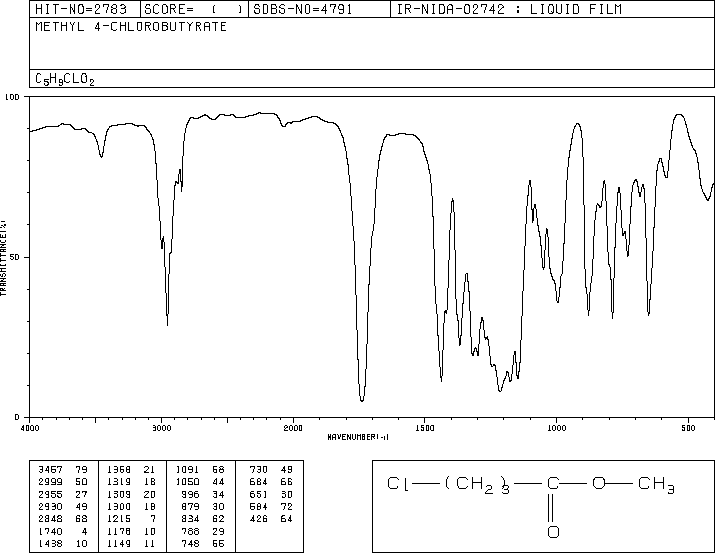 HIT-NO=2783 SCORE= ( ) SDBS-NO=4791 IR-NIDA-02742 : LIQUID FILM
METHYL 4-CHLOROBUTYRATE
C5H9CLO2
100
50
0
TRANSMITTANCE(%)
4000 3000 2000 1500 1000 500
WAVENUMBER(-1)
3467 79 1368 21 1091 68 730 49
2999 50 1319 18 1050 44 684 66
2955 27 1309 20 996 34 651 30
2930 49 1300 18 879 30 584 72
2848 68 1215 7 834 62 426 64
1740 4 1178 10 788 29
1438 10 1149 11 748 55
Cl—(CH2)3—C—O—CH3
O